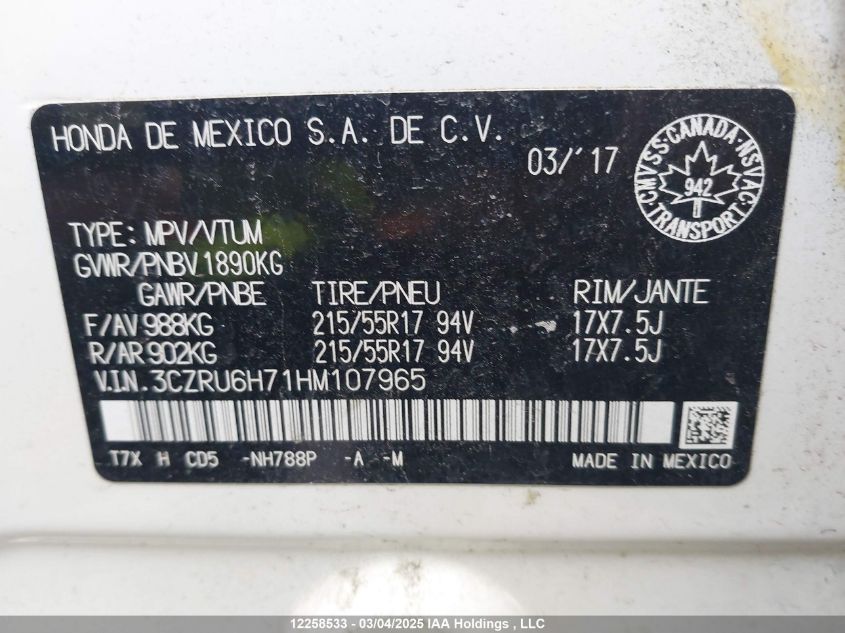 HONDA DE MEXICO S.A. DE C.V.
03/'17
CMVSS·CANADA·NSVAC
942
TRANSPORT
TYPE: MPV/VTUM
GVWR/PNBV 1890KG
GAWR/PNBE TIRE/PNEU RIM/JANTE
F/AV 988KG 215/55R17 94V 17X7.5J
R/AR 902KG 215/55R17 94V 17X7.5J
V.I.N. 3CZRU6H71HM107965
T7X H CD5 -NH788P -A -M MADE IN MEXICO
12258533 - 03/04/2025 IAA Holdings , LLC